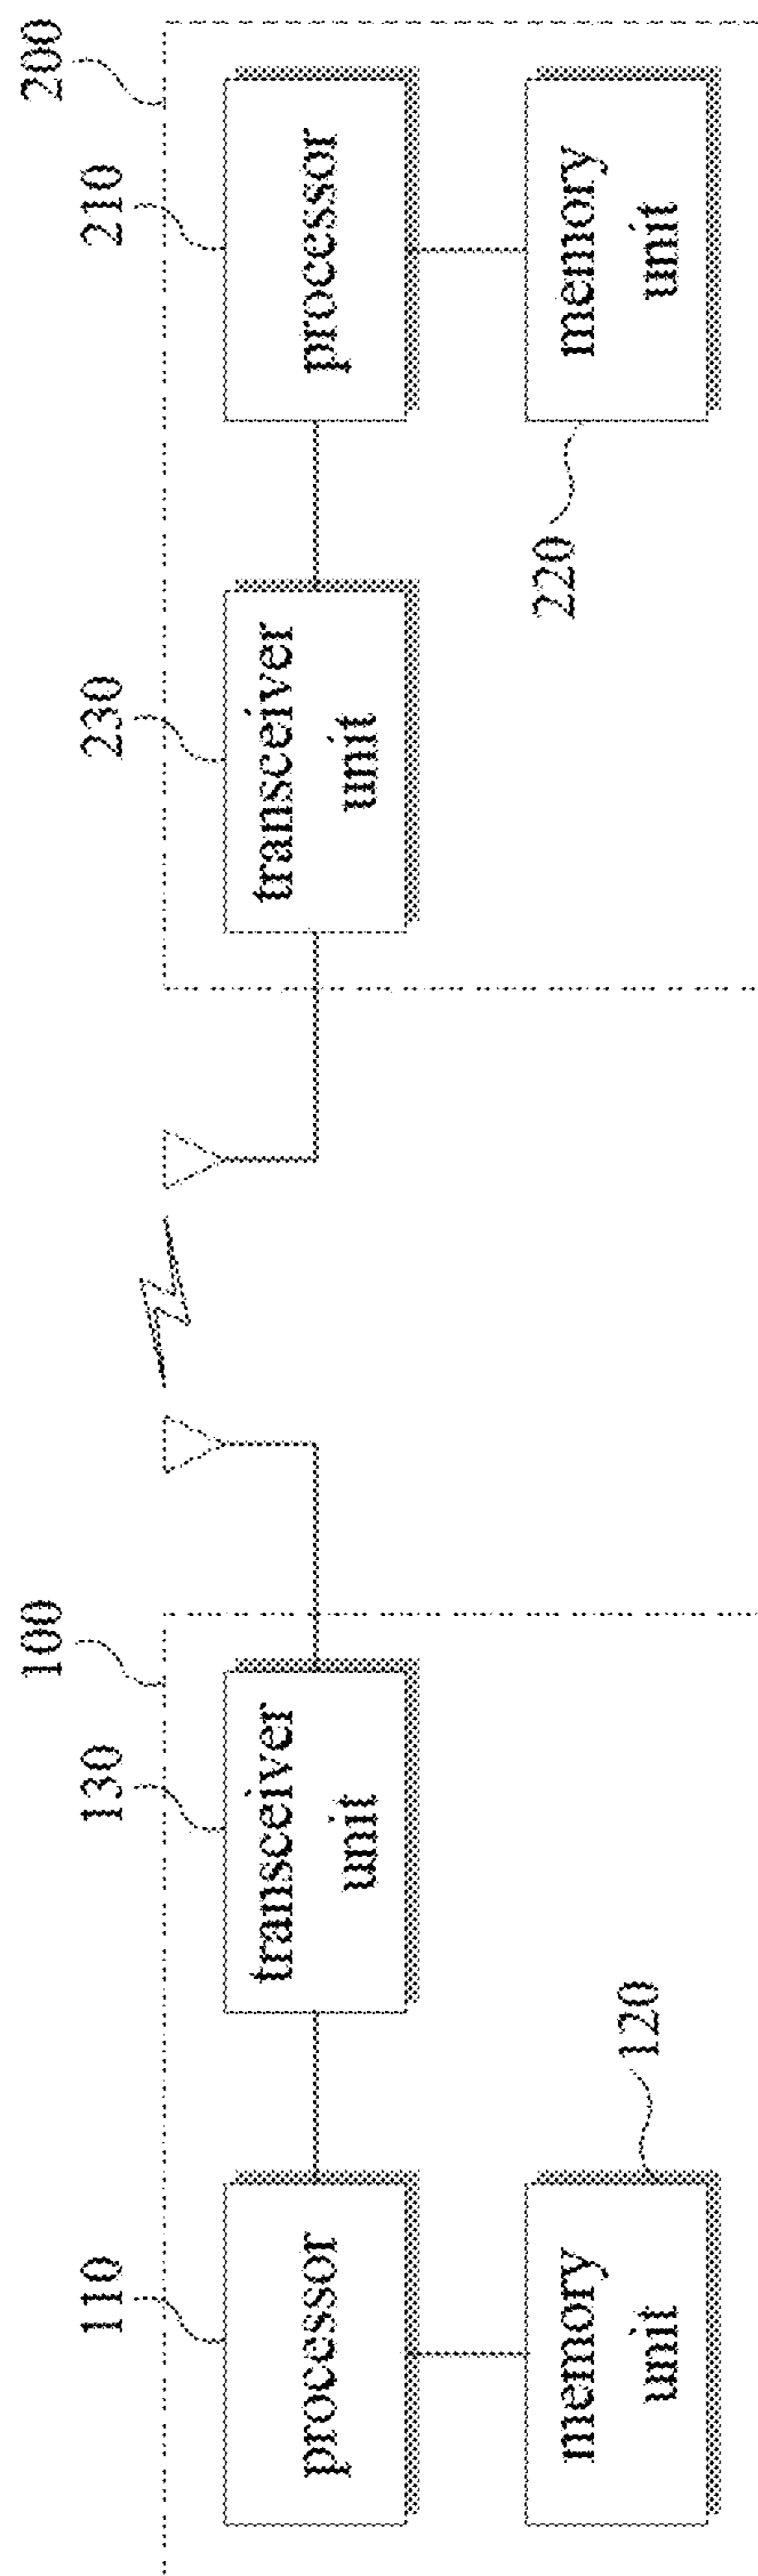 100
200
110
130
230
210
processor
transceiver
unit
transceiver
unit
processor
120
220
memory
unit
memory
unit